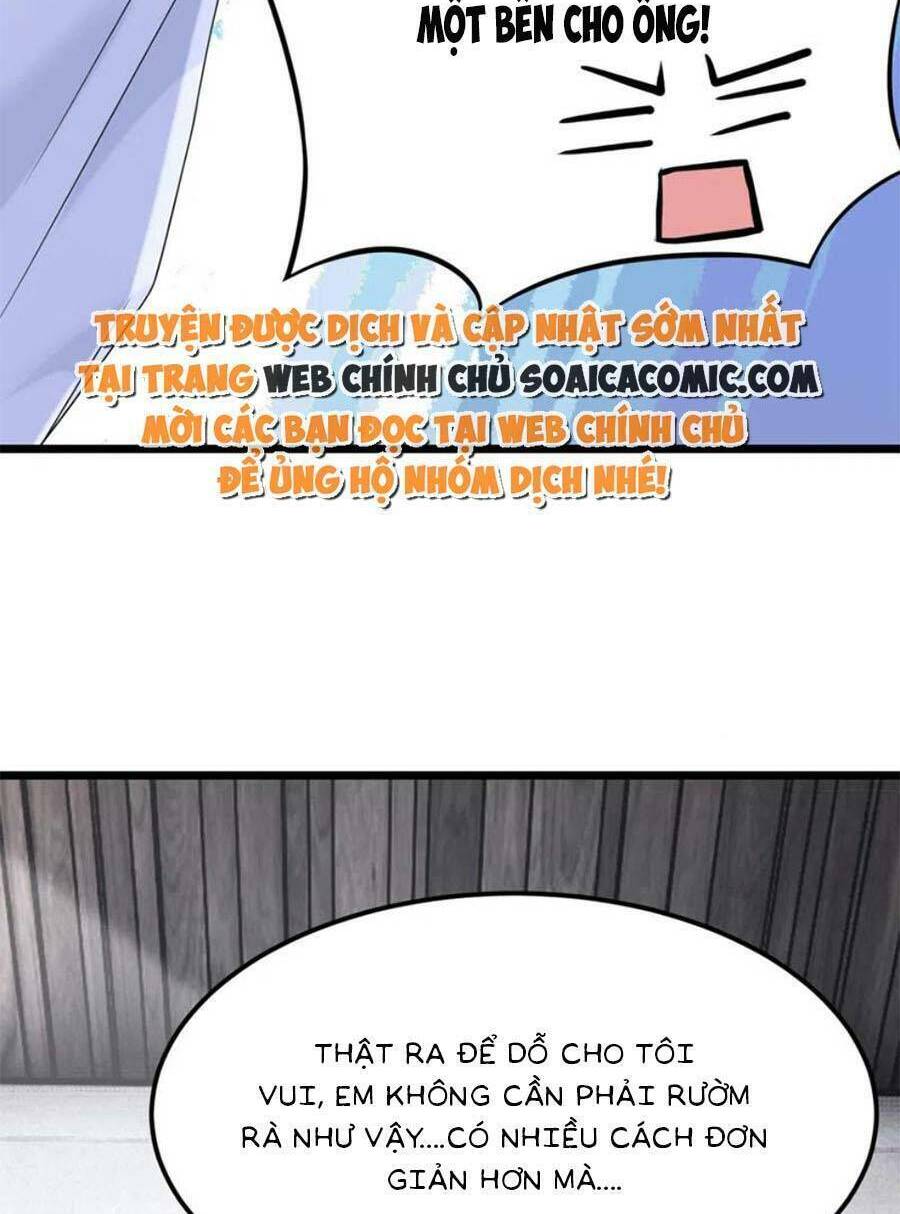 MỘT BÊN CHO ÔNG!
TRUYỆN ĐƯỢC DỊCH VÀ CẬP NHẬT SỚM NHẤT
TẠI TRANG WEB CHÍNH CHỦ SOAICACOMIC.COM
MỜI CÁC BẠN ĐỌC TẠI WEB CHÍNH CHỦ
ĐỂ ỦNG HỘ NHÓM DỊCH NHÉ!
THẬT RA ĐỂ DỖ CHO TÔI
VUI, EM KHÔNG CẦN PHẢI RƯỜM
RÀ NHƯ VẬY....CÓ NHIỀU CÁCH ĐƠN
GIẢN HƠN MÀ....